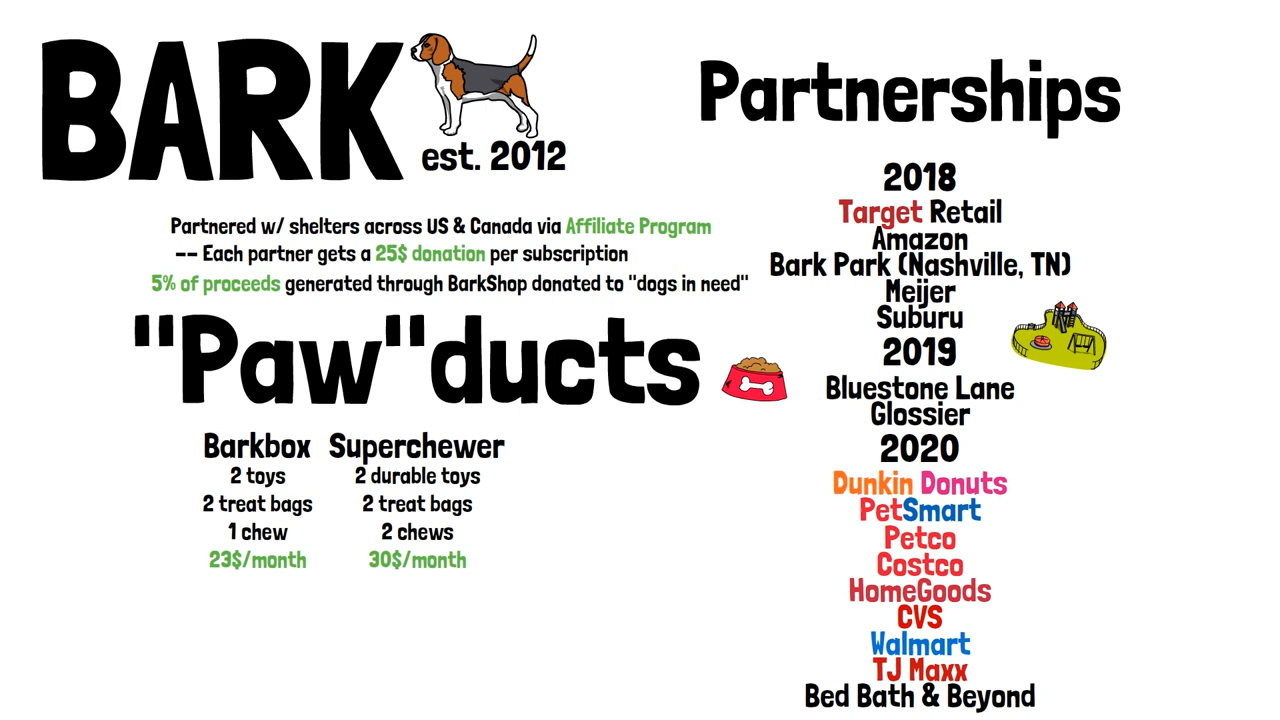 BARK
est. 2012
Partnered w/ shelters across US & Canada via Affiliate Program
-- Each partner gets a 25$ donation per subscription
5% of proceeds generated through BarkShop donated to "dogs in need"
"Paw"ducts
Barkbox
2 toys
2 treat bags
1 chew
23$/month
Superchewer
2 durable toys
2 treat bags
2 chews
30$/month
Partnerships
2018
Target Retail
Amazon
Bark Park (Nashville, TN)
Meijer
Suburu
2019
Bluestone Lane
Glossier
2020
Dunkin Donuts
PetSmart
Petco
Costco
HomeGoods
CVS
Walmart
TJ Maxx
Bed Bath & Beyond